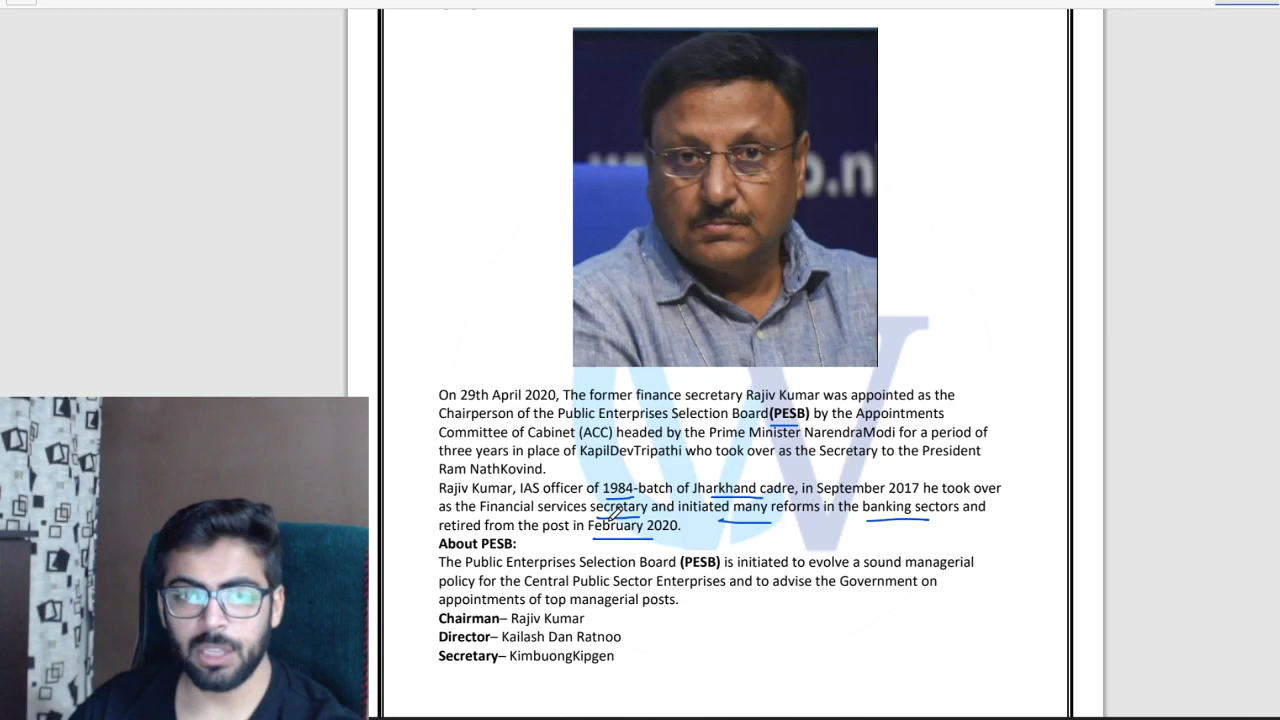 p.n
On 29th April 2020, The former finance secretary Rajiv Kumar was appointed as the
Chairperson of the Public Enterprises Selection Board(PESB) by the Appointments
Committee of Cabinet (ACC) headed by the Prime Minister NarendraModi for a period of
three years in place of KapilDevTripathi who took over as the Secretary to the President
Ram NathKovind.
Rajiv Kumar, IAS officer of 1984-batch of Jharkhand cadre, in September 2017 he took over
as the Financial services secretary and initiated many reforms in the banking sectors and
retired from the post in February 2020.
About PESB:
The Public Enterprises Selection Board (PESB) is initiated to evolve a sound managerial
policy for the Central Public Sector Enterprises and to advise the Government on
appointments of top managerial posts.
Chairman– Rajiv Kumar
Director– Kailash Dan Ratnoo
Secretary– KimbuongKipgen